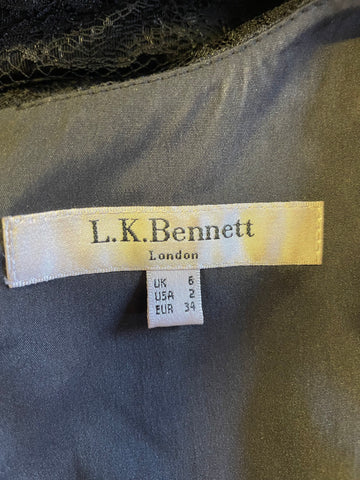 L.K.Bennett
London
UK 6
USA 2
EUR 34